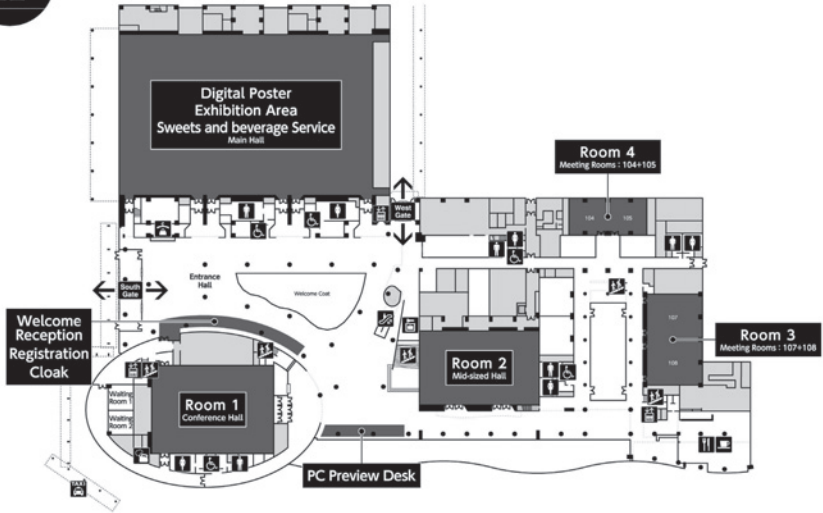 Digital Poster
Exhibition Area
Sweets and beverage Service
Main Hall
Room 4
Meeting Rooms : 104+105
104
105
West
Gate
South
Gate
Entrance
Hall
Welcome Coat
Welcome
Reception
Registration
Cloak
107
108
Room 3
Meeting Rooms : 107+108
Room 2
Mid-sized Hall
Waiting
Room 1
Waiting
Room 2
Room 1
Conference Hall
PC Preview Desk
TAXI